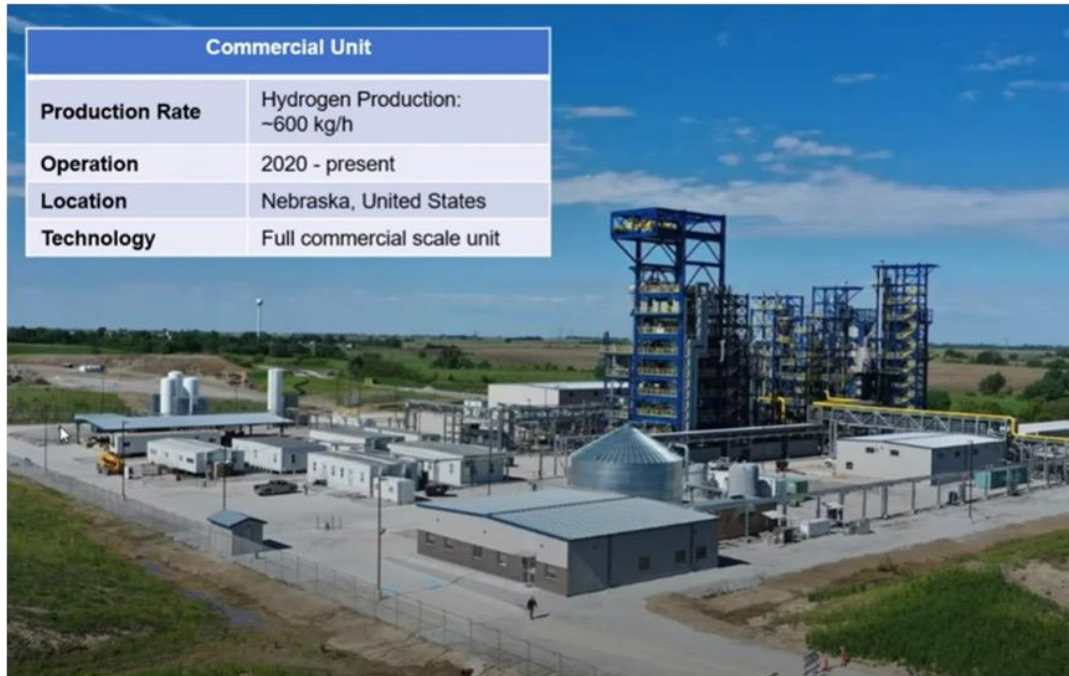 Commercial Unit
Production Rate
Hydrogen Production:
~600 kg/h
Operation
2020 - present
Location
Nebraska, United States
Technology
Full commercial scale unit